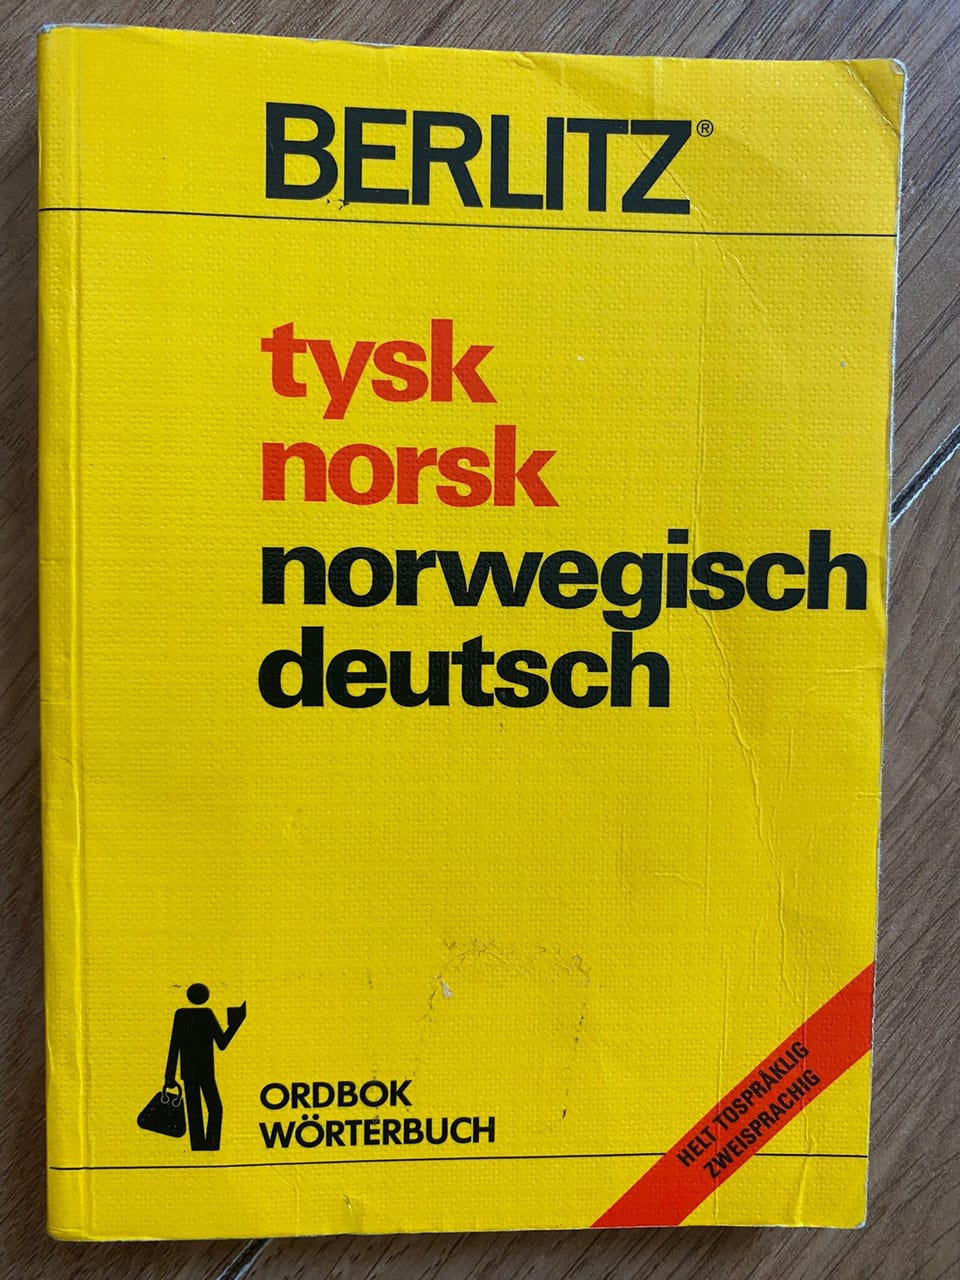 BERLITZ®
tysk
norsk
norwegisch
deutsch
ORDBOK
WÖRTERBUCH
HELT TOSPRÅKLIG
ZWEISPRACHIG